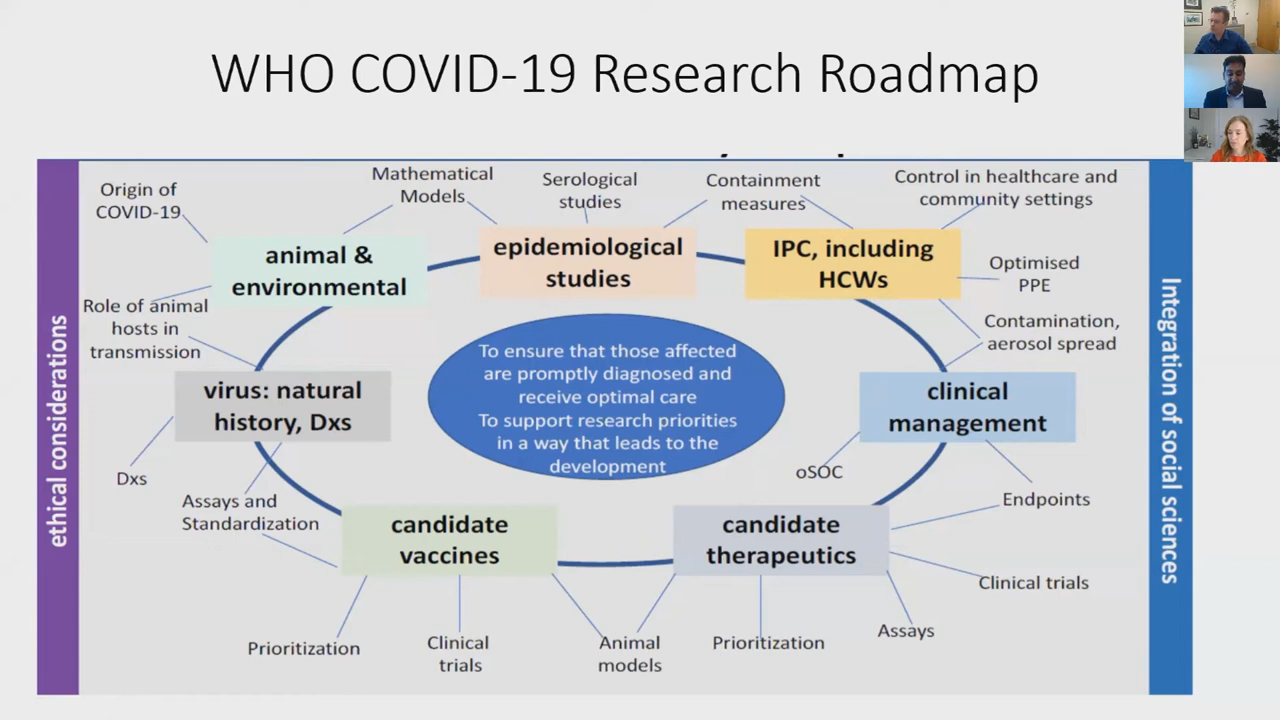 WHO COVID-19 Research Roadmap
ethical considerations
Origin of
COVID-19
Mathematical
Models
Serological
studies
Containment
measures
Control in healthcare and
community settings
animal &
environmental
epidemiological
studies
IPC, including
HCWs
Optimised
PPE
Role of animal
hosts in
transmission
Contamination,
aerosol spread
To ensure that those affected
are promptly diagnosed and
receive optimal care
To support research priorities
in a way that leads to the
development
virus: natural
history, Dxs
clinical
management
Dxs
oSOC
Assays and
Standardization
Endpoints
candidate
vaccines
candidate
therapeutics
Clinical trials
Prioritization
Clinical
trials
Animal
models
Prioritization
Assays
Integration of social sciences